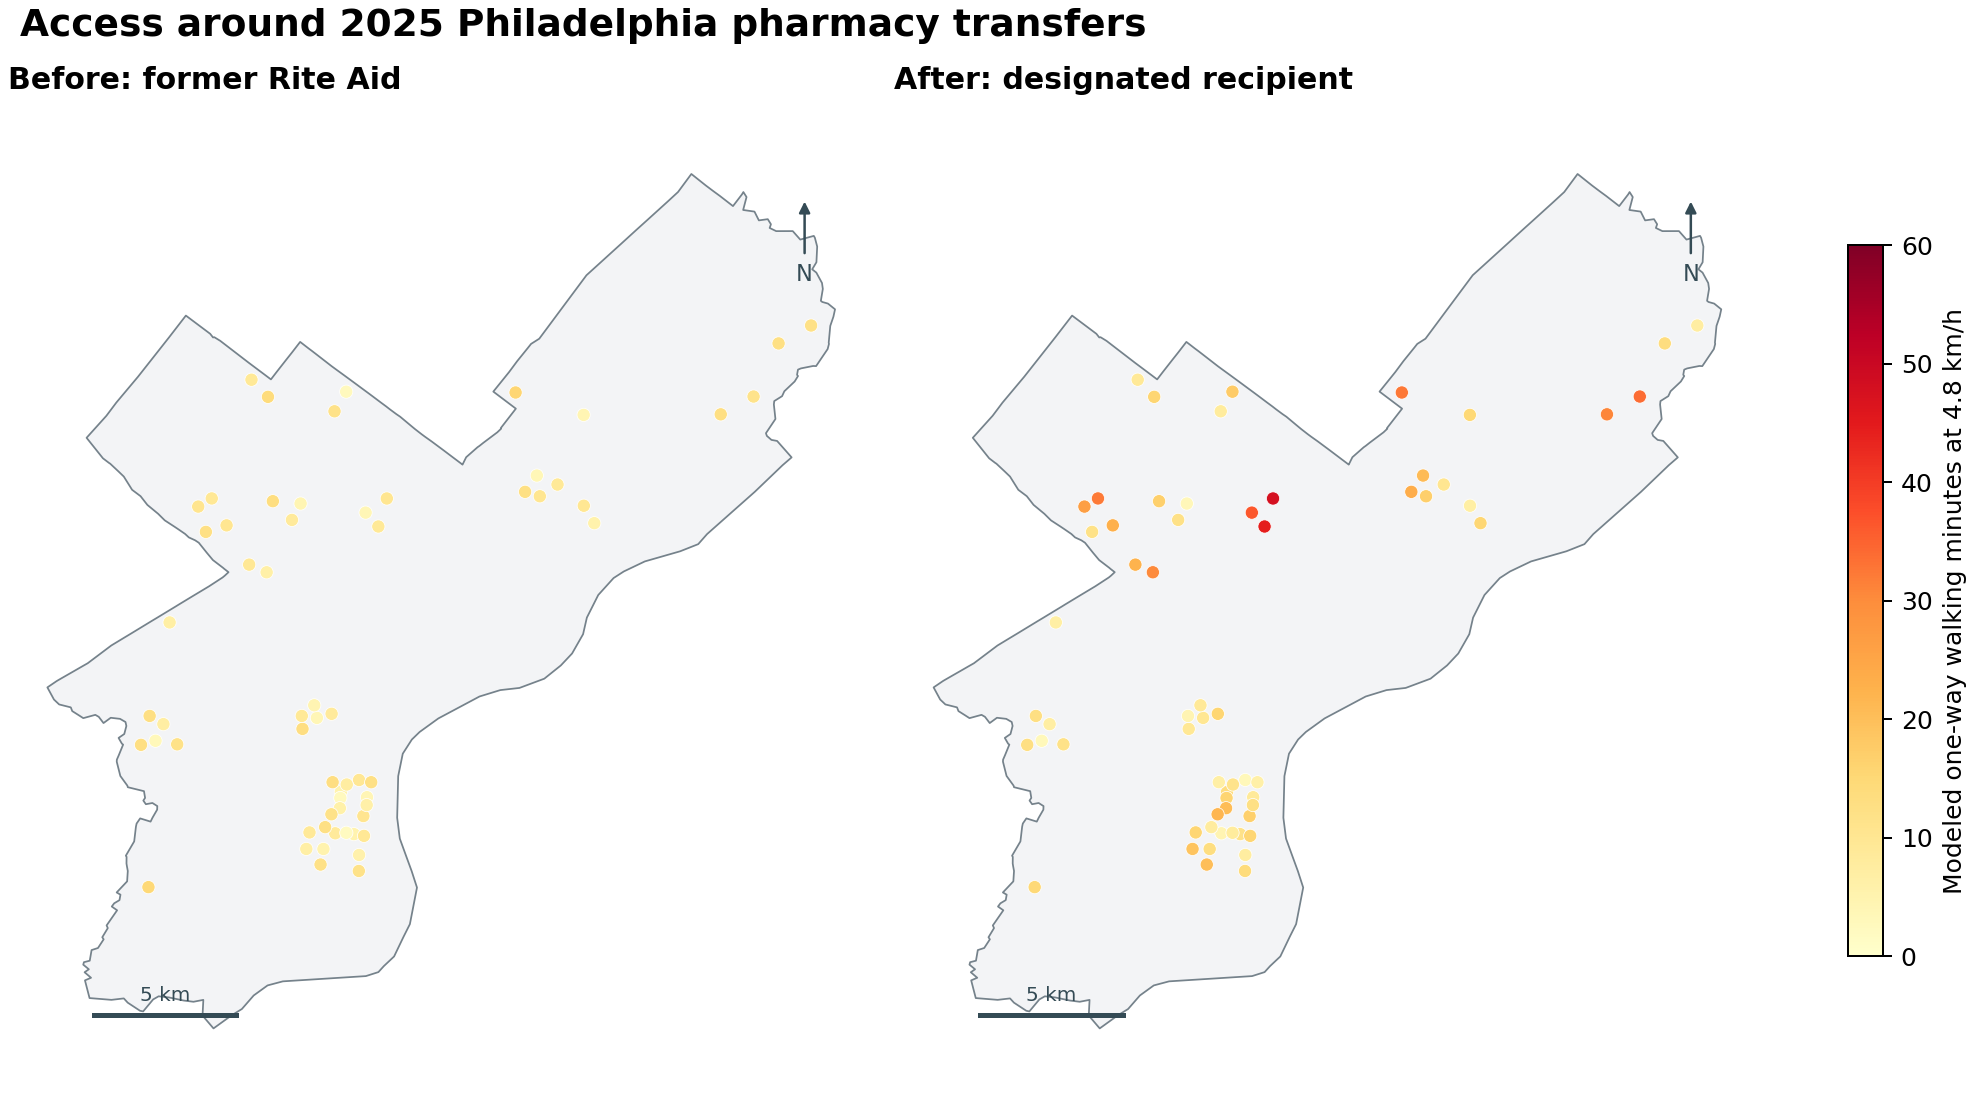 Access around 2025 Philadelphia pharmacy transfers
Before: former Rite Aid
After: designated recipient
N
N
5 km
5 km
60
50
40
30
20
10
0
Modeled one-way walking minutes at 4.8 km/h